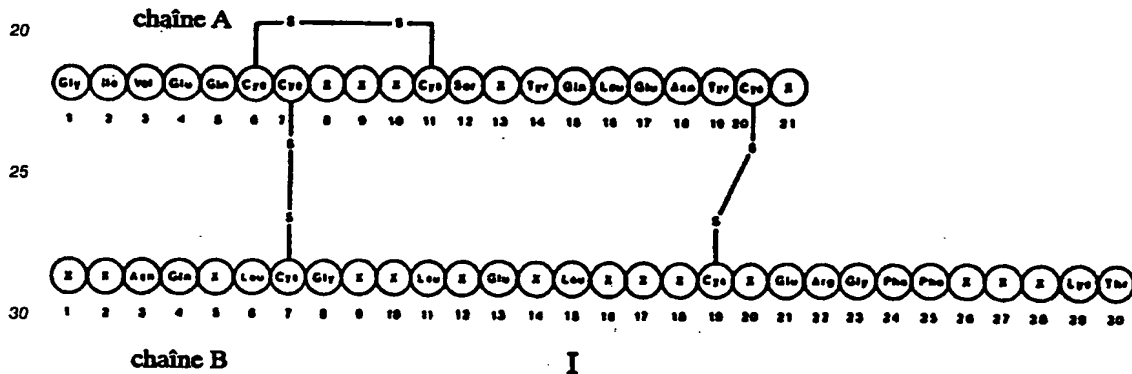 20 chaîne A S S
Gly Ile Val Glu Gln Cys Cys X X X Cys Ser X Tyr Gln Leu Glu Asn Tyr Cys X
1 2 3 4 5 6 7 8 9 10 11 12 13 14 15 16 17 18 19 20 21
S S
25
S S
X X Asn Gln X Leu Cys Gly X X Leu X Glu X Leu X X X Cys X Glu Arg Gly Phe Phe X X X Lys Thr
30 1 2 3 4 5 6 7 8 9 10 11 12 13 14 15 16 17 18 19 20 21 22 23 24 25 26 27 28 29 30
chaîne B I